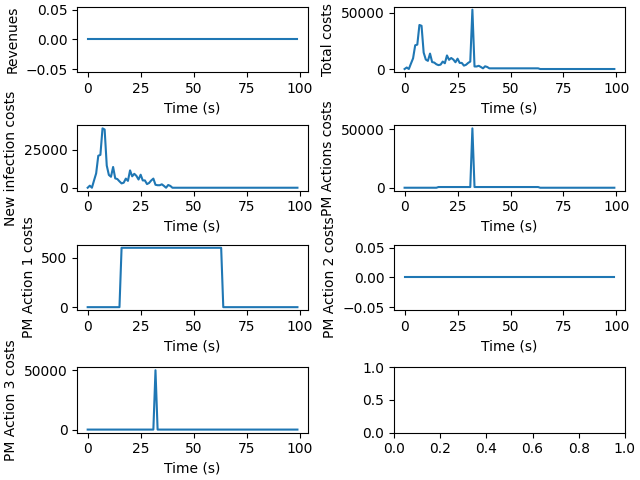 Revenues
0.05
0.00
−0.05
0 25 50 75 100
Time (s)
Total costs
50000
0
0 25 50 75 100
Time (s)
New infection costs
25000
0
0 25 50 75 100
Time (s)
PM Actions costs
50000
0
0 25 50 75 100
Time (s)
PM Action 1 costs
500
0
0 25 50 75 100
Time (s)
PM Action 2 costs
0.05
0.00
−0.05
0 25 50 75 100
Time (s)
PM Action 3 costs
50000
0
0 25 50 75 100
Time (s)
1.0
0.5
0.0
0.0 0.2 0.4 0.6 0.8 1.0